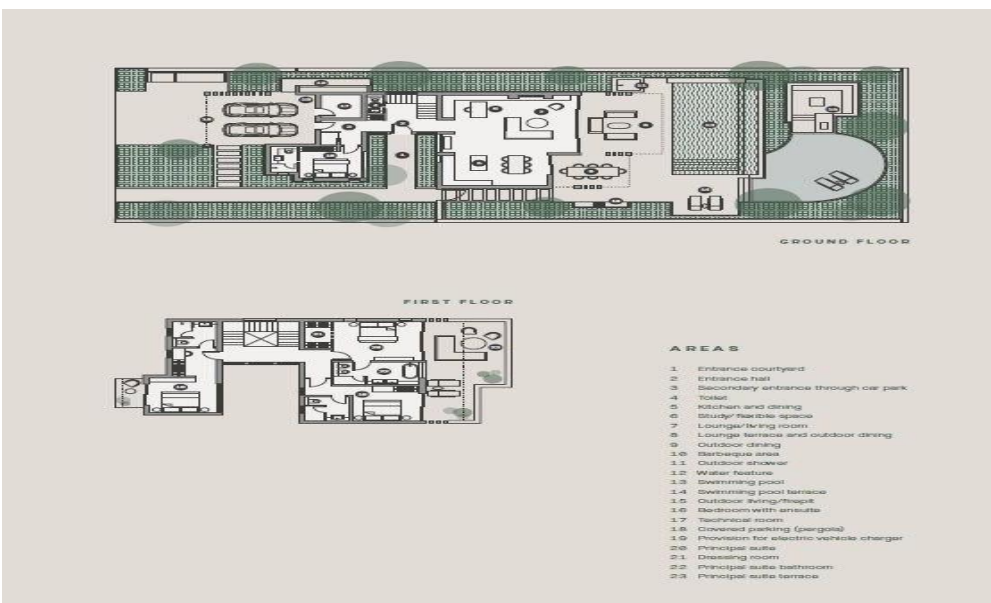 GROUND FLOOR
FIRST FLOOR
AREAS
1 Entrance courtyard
2 Entrance hall
3 Secondary entrance through car park
4 Toilet
5 Kitchen and dining
6 Study/flexible space
7 Lounge/living room
8 Lounge terrace and outdoor dining
9 Outdoor dining
10 Barbeque area
11 Outdoor shower
12 Water feature
13 Swimming pool
14 Swimming pool terrace
15 Outdoor living/firepit
16 Bedroom with ensuite
17 Technical room
18 Covered parking (pergola)
19 Provision for electric vehicle charger
20 Principal suite
21 Dressing room
22 Principal suite bathroom
23 Principal suite terrace